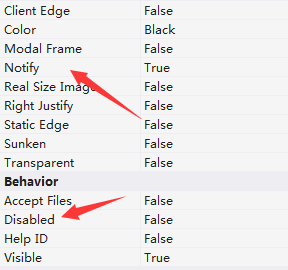 Client Edge False
Color Black
Modal Frame False
Notify True
Real Size Image False
Right Justify False
Static Edge False
Sunken False
Transparent False
Behavior
Accept Files False
Disabled False
Help ID False
Visible True